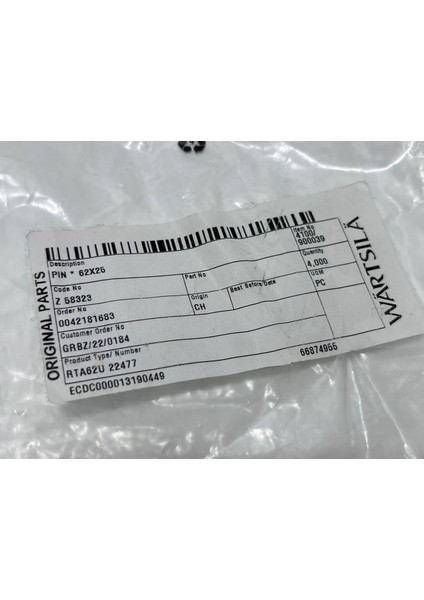 ORIGINAL PARTS
WÄRTSILÄ
Description
PIN * 62X25
Item No
4100/
900039
Code No
Z 58323
Part No
Quantity
4,000
Order No
0042181683
Origin
CH
Best Before Date
UOM
PC
Customer Order No
GRBZ/22/0184
Product Type/ Number
RTA62U 22477
66874966
ECDC000013190449